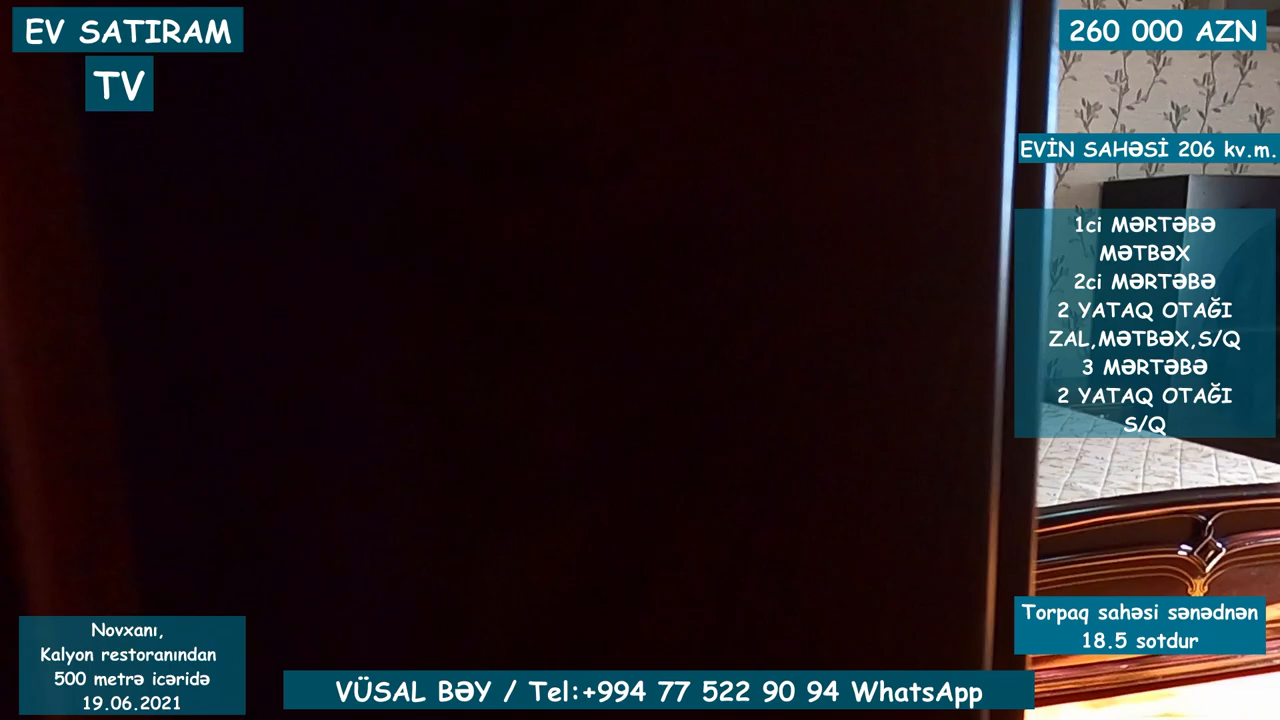 EV SATIRAM
TV
260 000 AZN
EVİN SAHƏSİ 206 kv.m.
1ci MƏRTƏBƏ
MƏTBƏX
2ci MƏRTƏBƏ
2 YATAQ OTAĞI
ZAL,MƏTBƏX,S/Q
3 MƏRTƏBƏ
2 YATAQ OTAĞI
S/Q
Torpaq sahəsi sənədnən
18.5 sotdur
Novxanı,
Kalyon restoranından
500 metrə icəridə
19.06.2021
VÜSAL BƏY / Tel:+994 77 522 90 94 WhatsApp